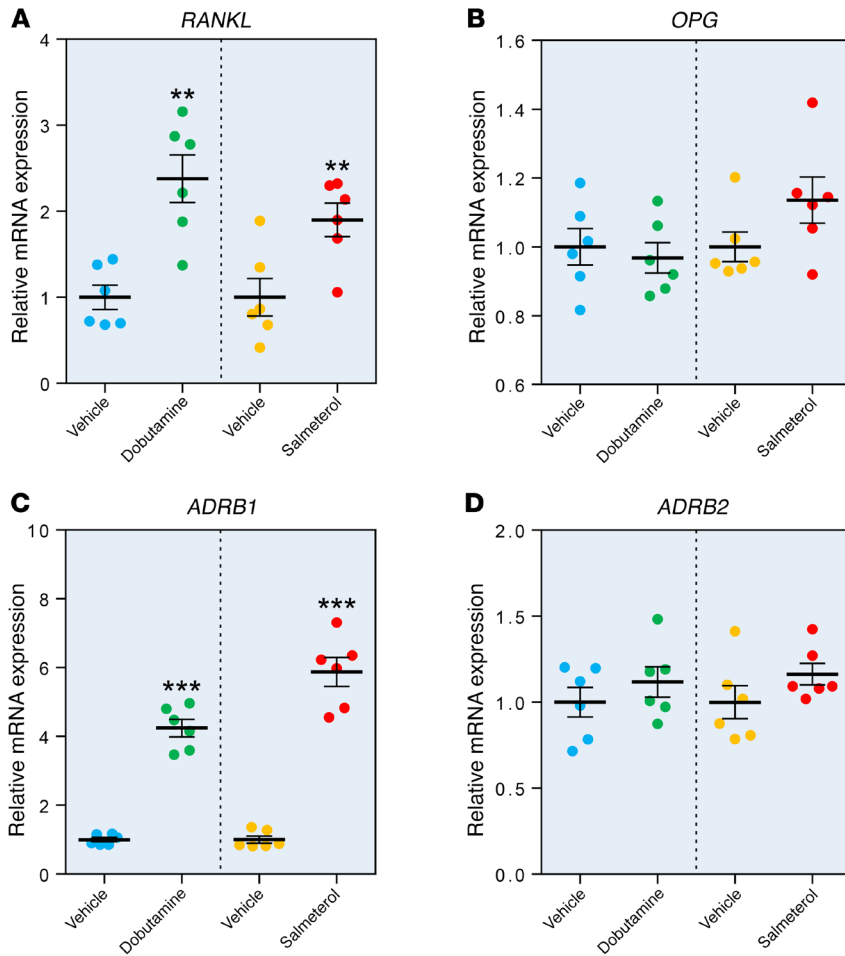 A
RANKL
Relative mRNA expression
4
3
2
1
0
**
**
Vehicle
Dobutamine
Vehicle
Salmeterol
B
OPG
Relative mRNA expression
1.6
1.4
1.2
1.0
0.8
0.6
Vehicle
Dobutamine
Vehicle
Salmeterol
C
ADRB1
Relative mRNA expression
10
8
6
4
2
0
***
***
Vehicle
Dobutamine
Vehicle
Salmeterol
D
ADRB2
Relative mRNA expression
2.0
1.5
1.0
0.5
0.0
Vehicle
Dobutamine
Vehicle
Salmeterol